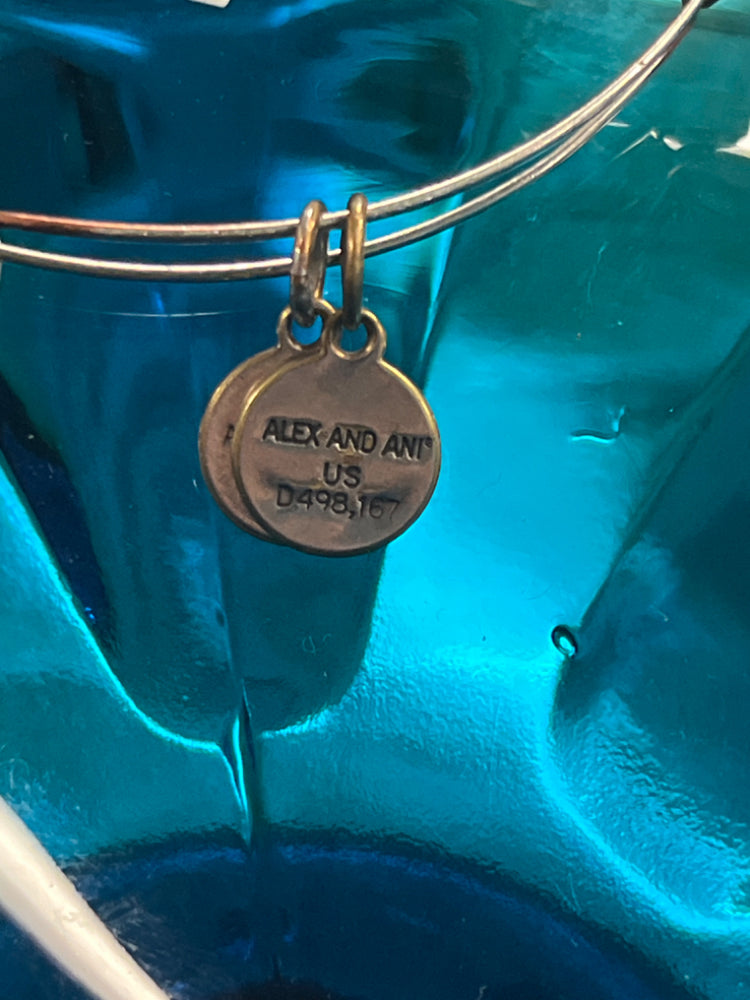 A
ALEX AND ANI®
US
D498,167